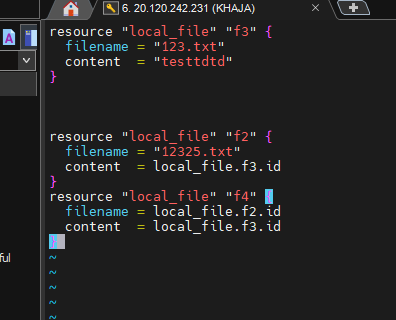 6. 20.120.242.231 (KHAJA)
resource "local_file" "f3" {
  filename = "123.txt"
  content  = "testtdtd"
}
resource "local_file" "f2" {
  filename = "12325.txt"
  content  = local_file.f3.id
}
resource "local_file" "f4" {
  filename = local_file.f2.id
  content  = local_file.f3.id
}
~
~
~
~
~
ful